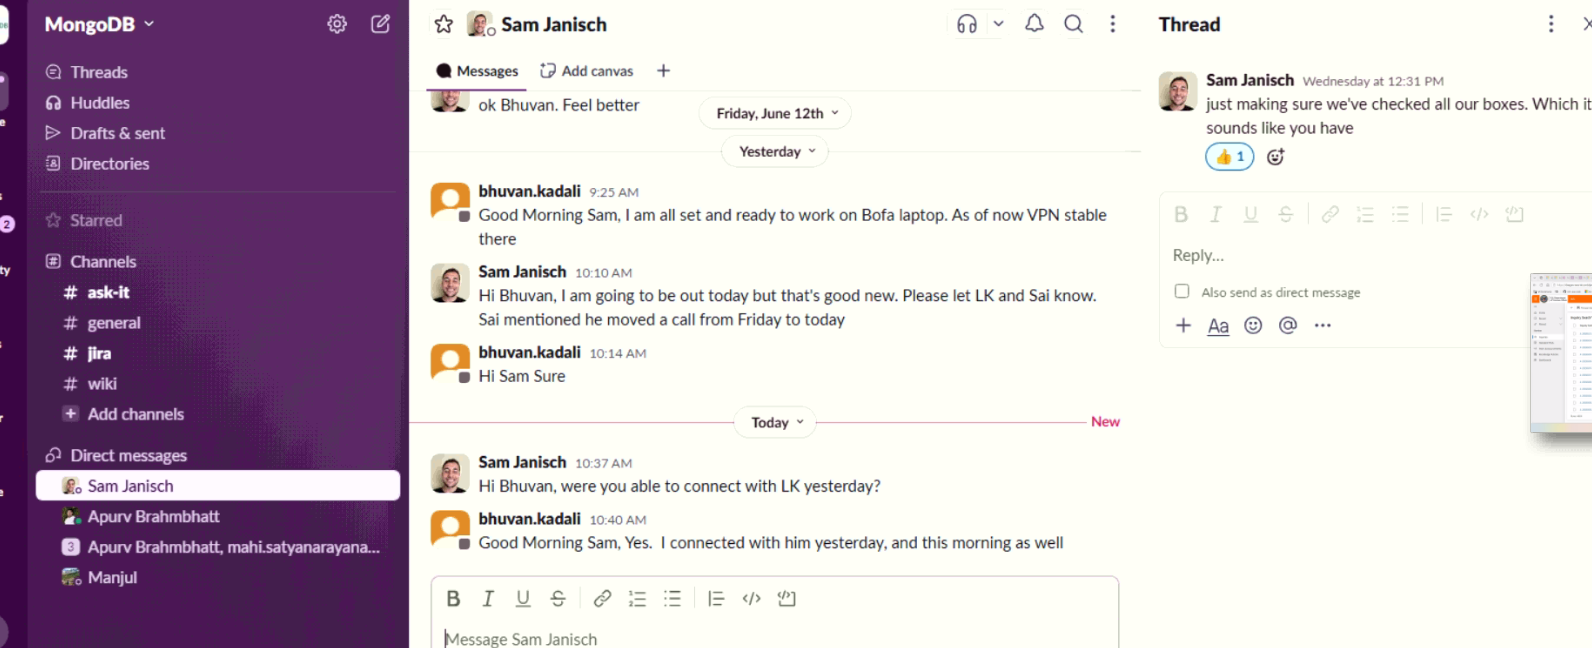 MongoDB
Threads
Huddles
Drafts & sent
Directories
Starred
Channels
# ask-it
# general
# jira
# wiki
+ Add channels
Direct messages
Sam Janisch
Apurv Brahmbhatt
3 Apurv Brahmbhatt, mahi.satyanarayana...
Manjul
2
Sam Janisch
Messages
Add canvas
+
ok Bhuvan. Feel better
Friday, June 12th
Yesterday
bhuvan.kadali 9:25 AM
Good Morning Sam, I am all set and ready to work on Bofa laptop. As of now VPN stable
there
Sam Janisch 10:10 AM
Hi Bhuvan, I am going to be out today but that's good new. Please let LK and Sai know.
Sai mentioned he moved a call from Friday to today
bhuvan.kadali 10:14 AM
Hi Sam Sure
Today
New
Sam Janisch 10:37 AM
Hi Bhuvan, were you able to connect with LK yesterday?
bhuvan.kadali 10:40 AM
Good Morning Sam, Yes. I connected with him yesterday, and this morning as well
B I U S
Message Sam Janisch
Thread
Sam Janisch Wednesday at 12:31 PM
just making sure we've checked all our boxes. Which it
sounds like you have
👍 1
B I U S
Reply...
Also send as direct message
+ Aa @ ...